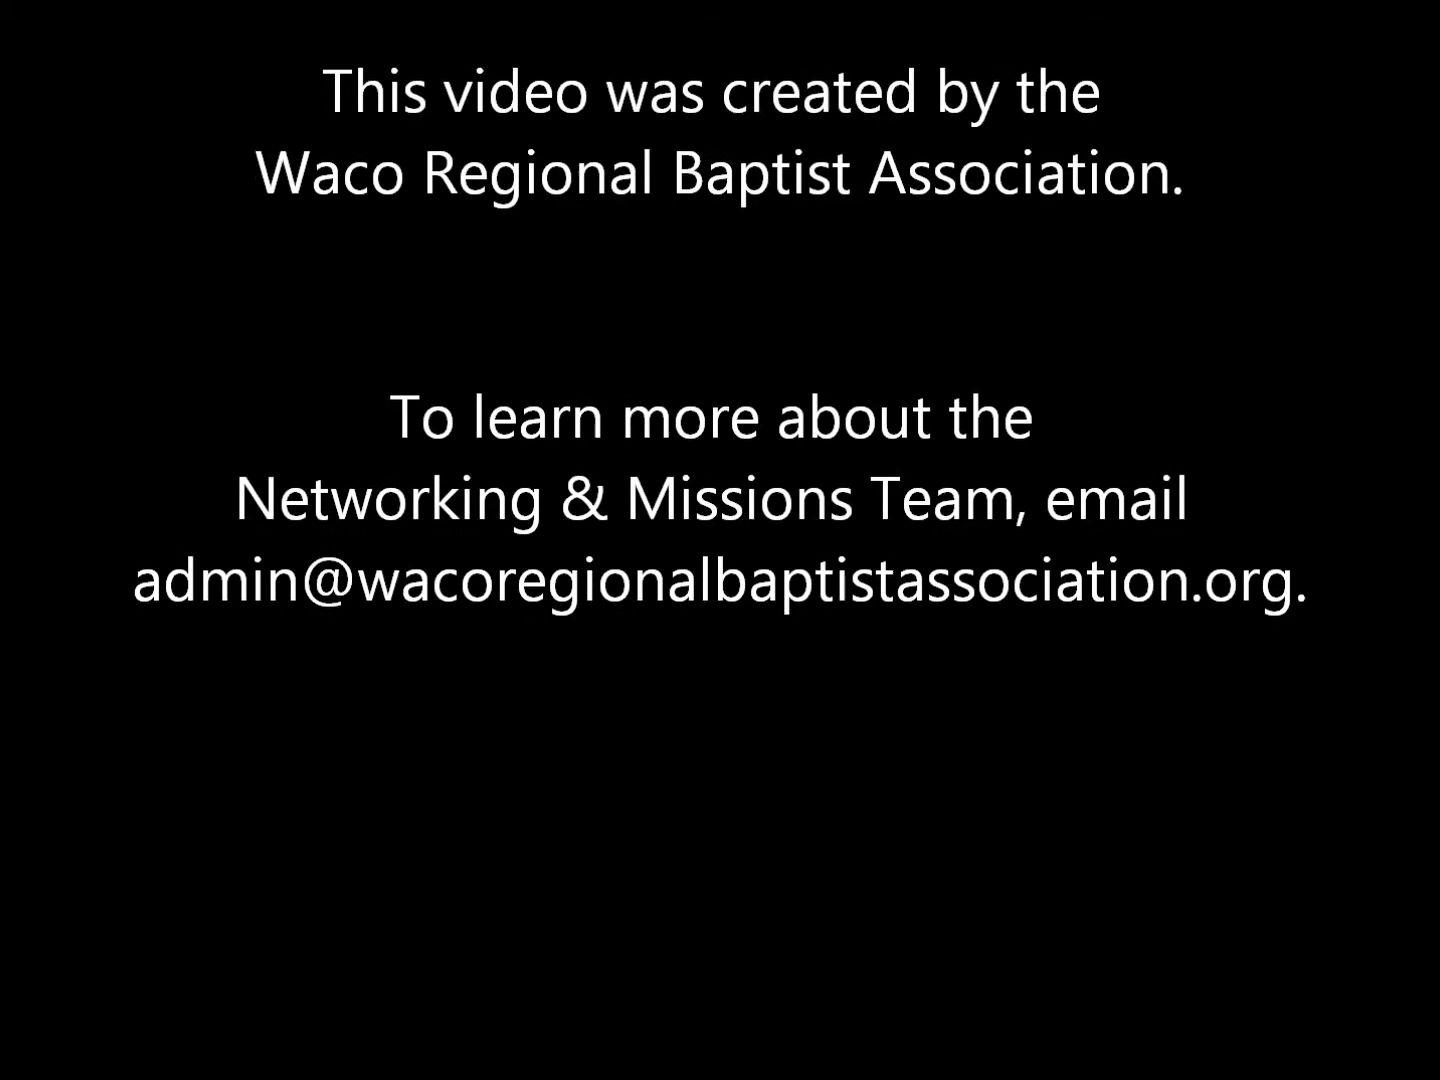 This video was created by the
Waco Regional Baptist Association.
To learn more about the
Networking & Missions Team, email
admin@wacoregionalbaptistassociation.org.